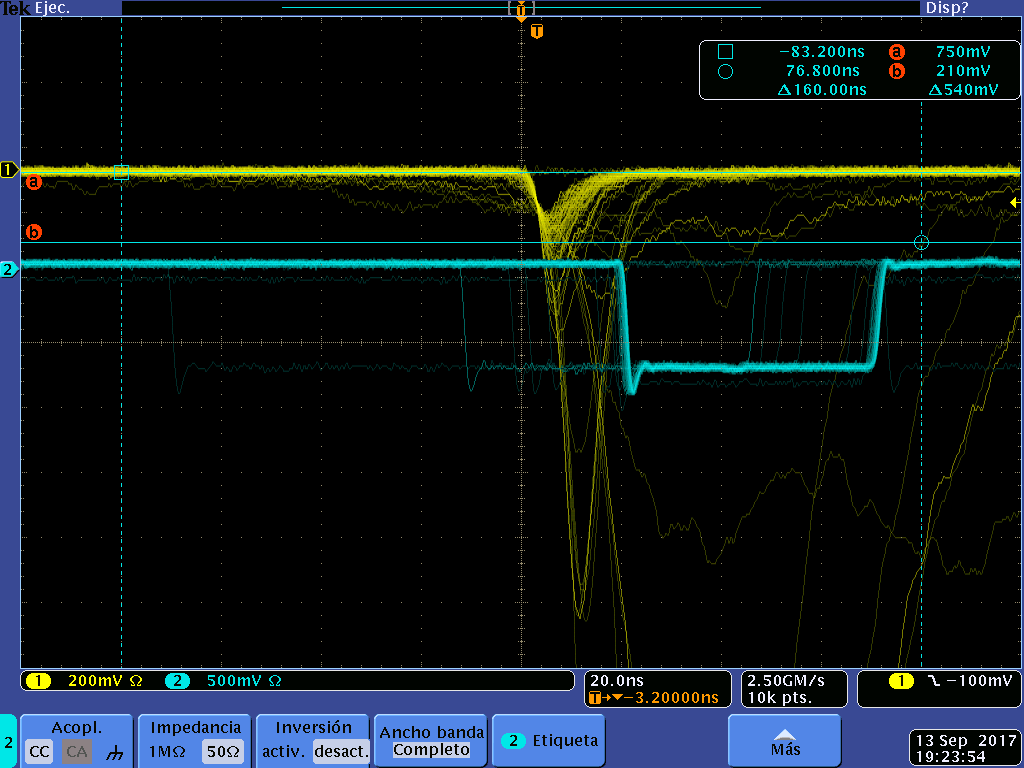 Tek Ejec. T Disp?
T
−83.200ns a 750mV
76.800ns b 210mV
Δ160.00ns Δ540mV
1
a
b
2
1 200mV Ω 2 500mV Ω
20.0ns
T→▼−3.20000ns
2.50GM/s
10k pts.
1 −100mV
2
Acopl.
CC CA
Impedancia
1MΩ 50Ω
Inversión
activ. desact.
Ancho banda
Completo
2 Etiqueta
Más
13 Sep 2017
19:23:54